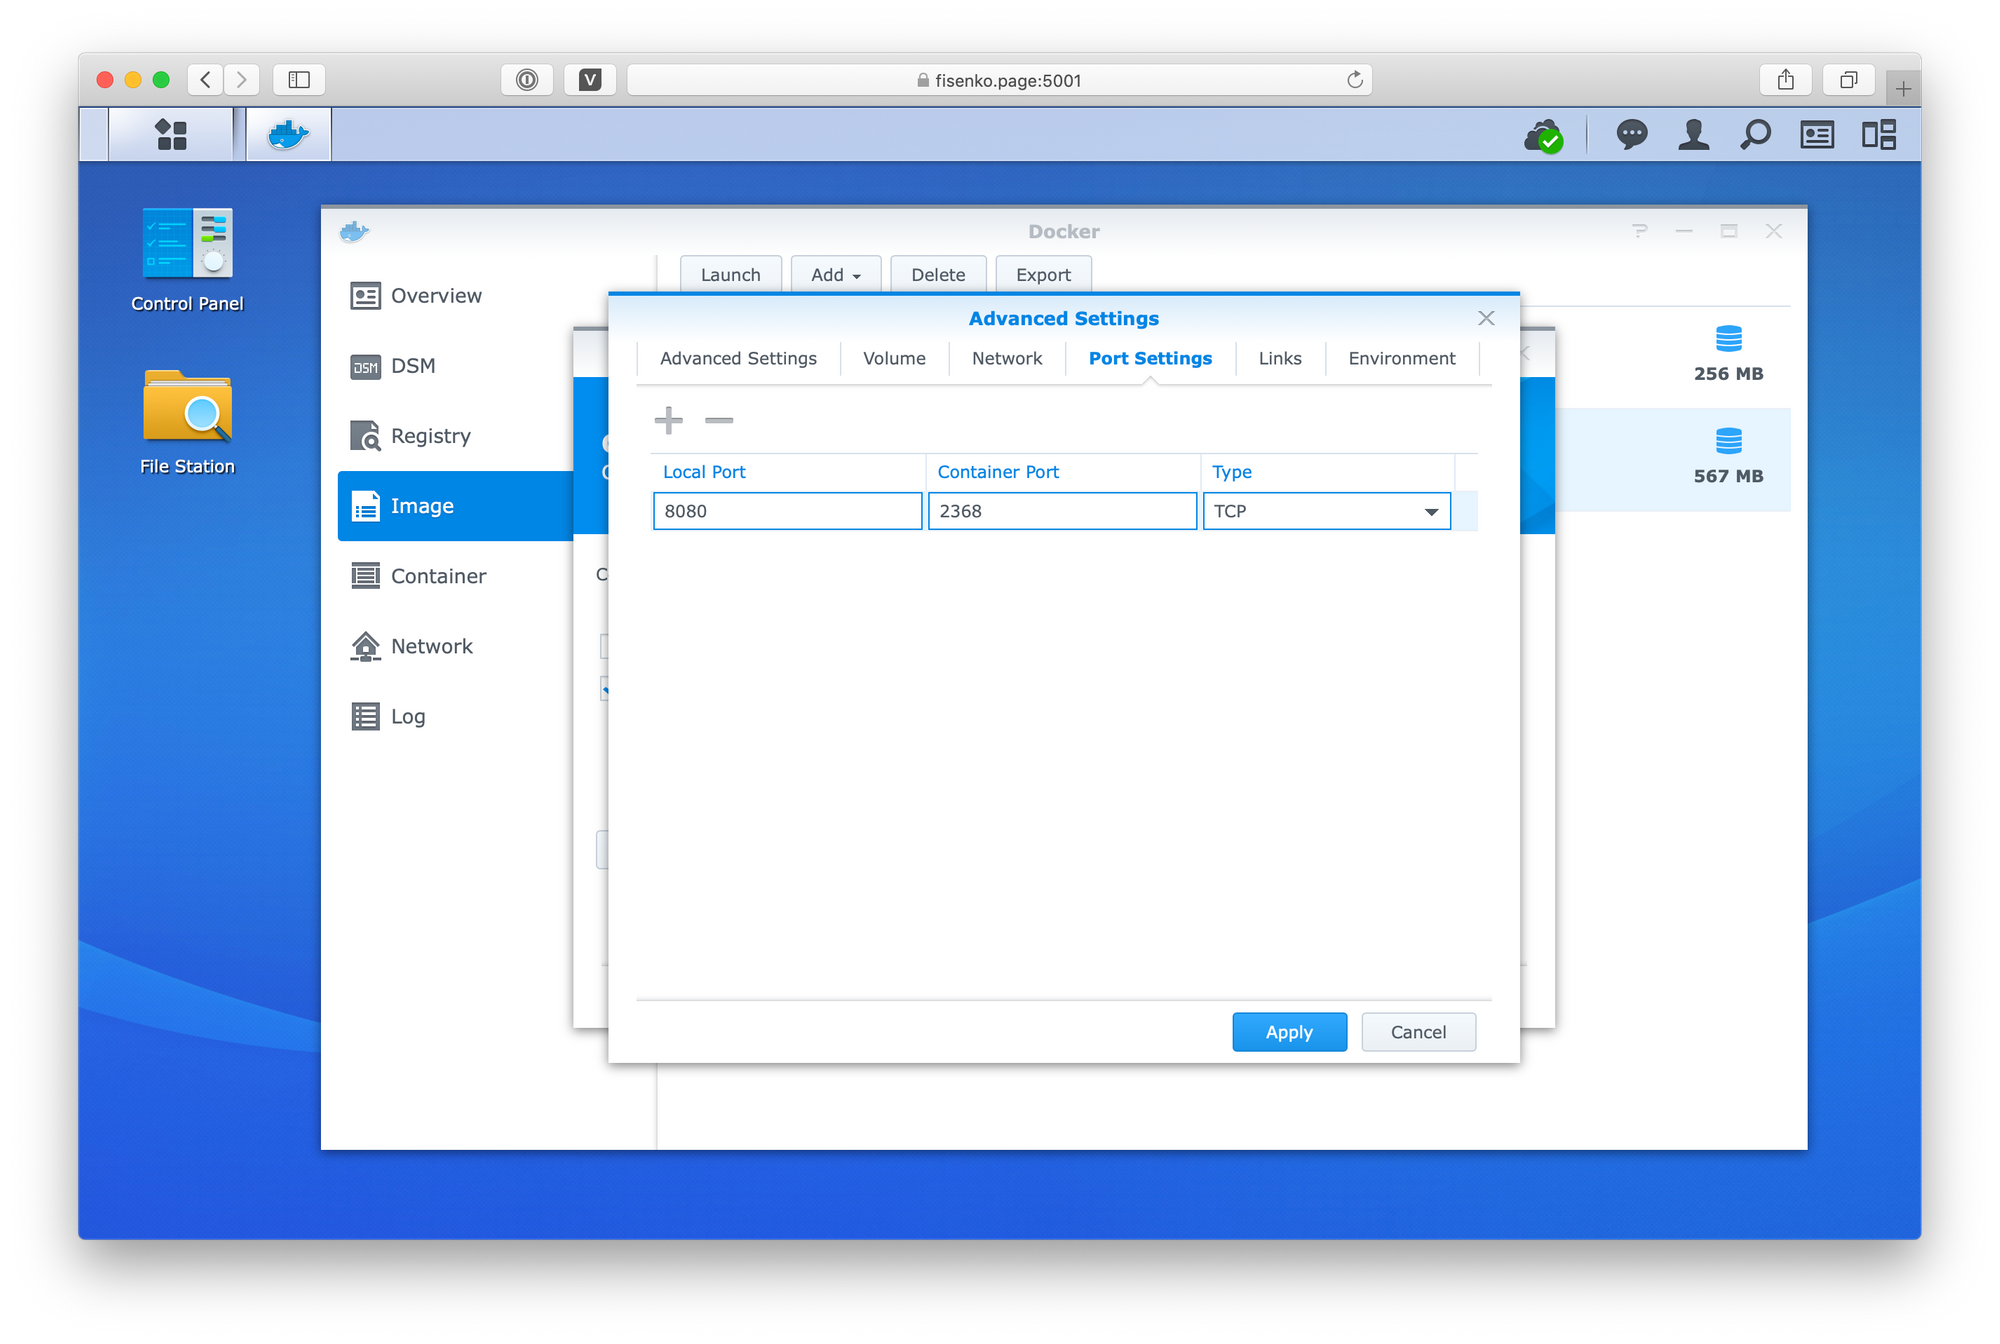 fisenko.page:5001
Control Panel
File Station
Docker
Overview
DSM
DSM
Registry
Image
Container
Network
Log
Launch
Add
Delete
Export
256 MB
567 MB
Advanced Settings
Advanced Settings
Volume
Network
Port Settings
Links
Environment
Local Port
Container Port
Type
8080
2368
TCP
Apply
Cancel